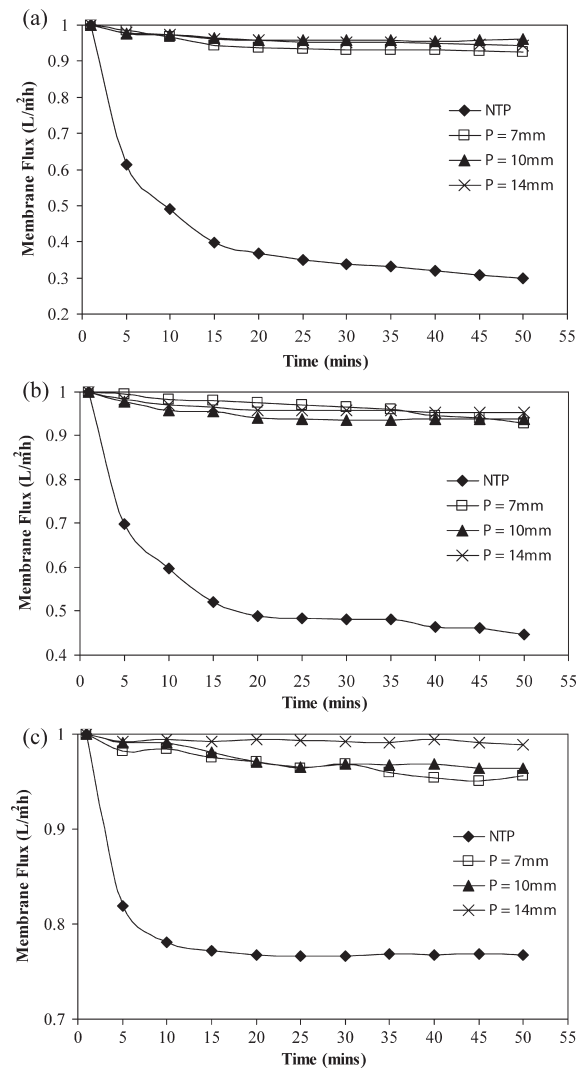 (a)
Membrane Flux (L/m²h)
1
0.9
0.8
0.7
0.6
0.5
0.4
0.3
0.2
NTP
P = 7mm
P = 10mm
P = 14mm
0 5 10 15 20 25 30 35 40 45 50 55
Time (mins)
(b)
Membrane Flux (L/m²h)
1
0.9
0.8
0.7
0.6
0.5
0.4
NTP
P = 7mm
P = 10mm
P = 14mm
0 5 10 15 20 25 30 35 40 45 50 55
Time (mins)
(c)
Membrane Flux (L/m²h)
1
0.9
0.8
0.7
NTP
P = 7mm
P = 10mm
P = 14mm
0 5 10 15 20 25 30 35 40 45 50 55
Time (mins)